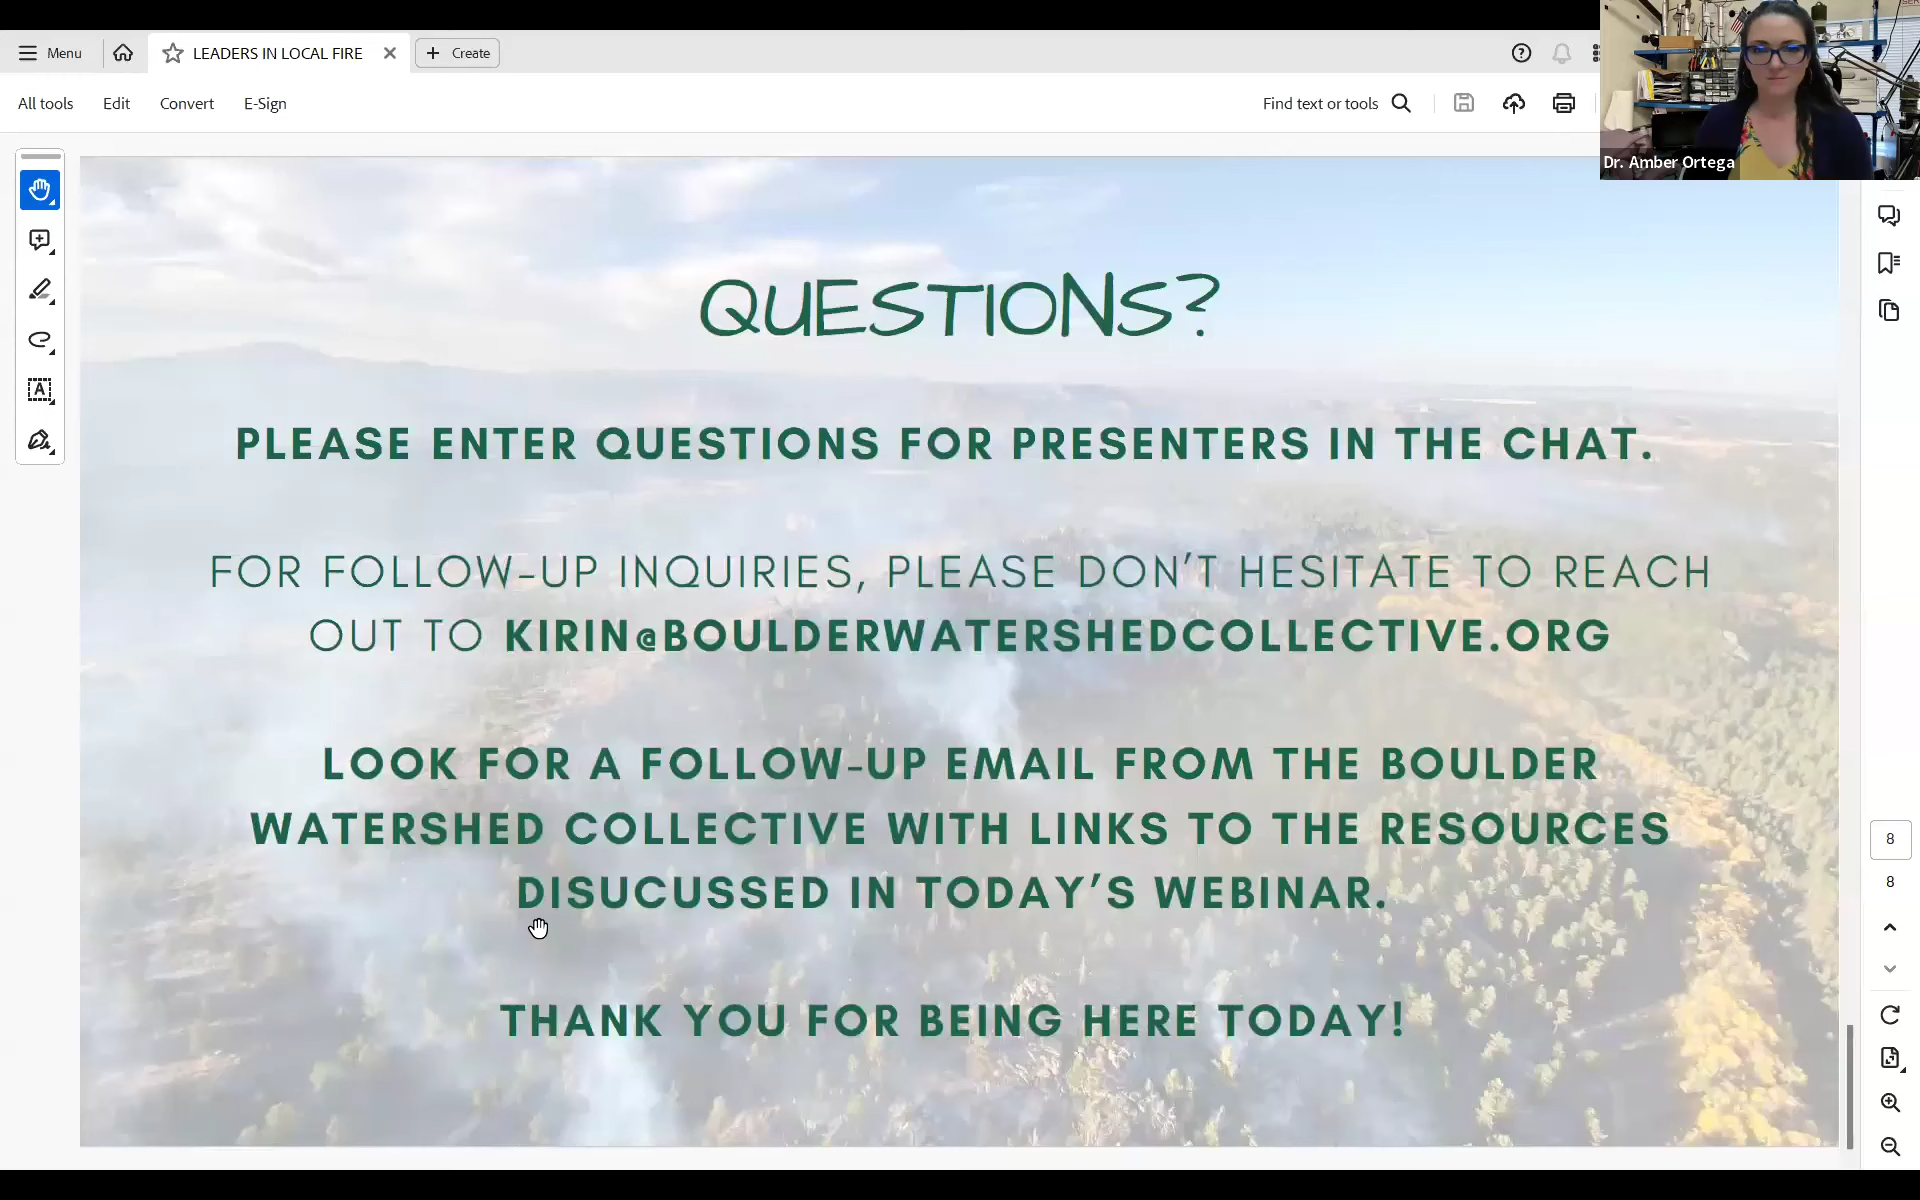 Menu
LEADERS IN LOCAL FIRE
Create
All tools
Edit
Convert
E-Sign
Find text or tools
Dr. Amber Ortega
QUESTIONS?
PLEASE ENTER QUESTIONS FOR PRESENTERS IN THE CHAT.
FOR FOLLOW-UP INQUIRIES, PLEASE DON'T HESITATE TO REACH
OUT TO KIRIN@BOULDERWATERSHEDCOLLECTIVE.ORG
LOOK FOR A FOLLOW-UP EMAIL FROM THE BOULDER
WATERSHED COLLECTIVE WITH LINKS TO THE RESOURCES
DISUCUSSED IN TODAY'S WEBINAR.
THANK YOU FOR BEING HERE TODAY!
8
8